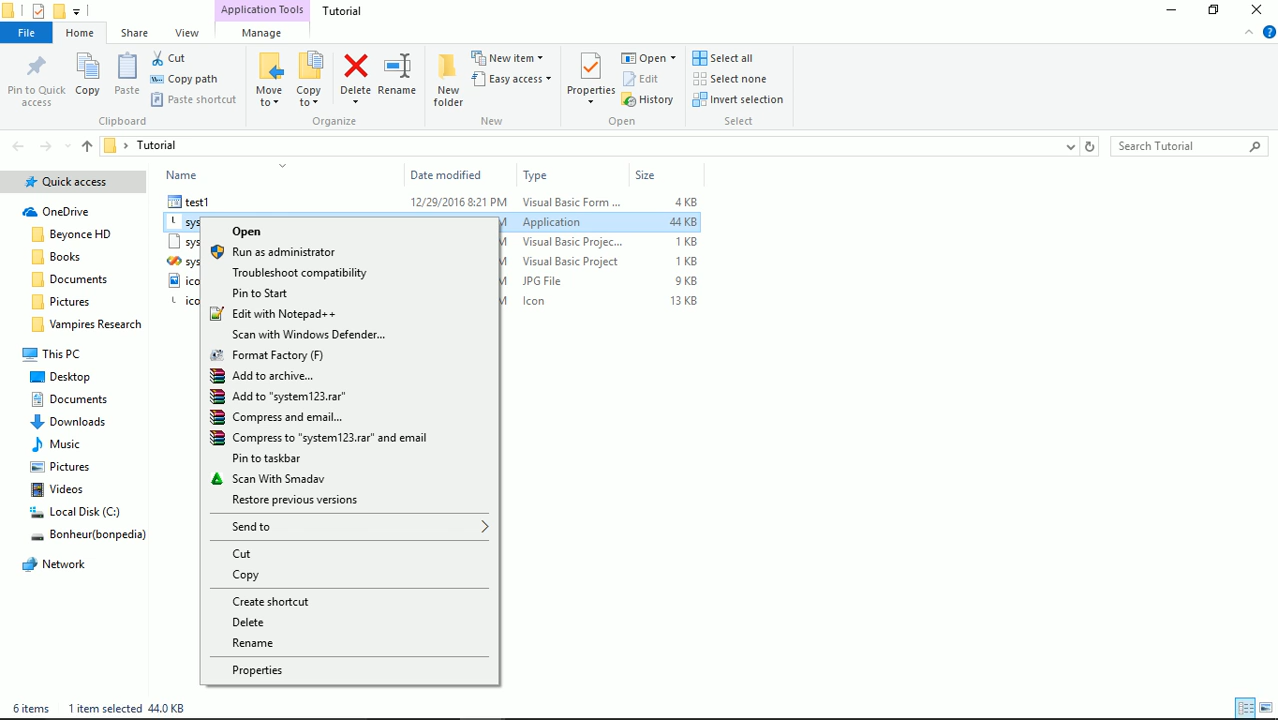 Application Tools Tutorial
File Home Share View Manage
Pin to Quick access
Copy
Paste
Cut
Copy path
Paste shortcut
Clipboard
Move to
Copy to
Delete
Rename
Organize
New folder
New item
Easy access
New
Properties
Open
Edit
History
Open
Select all
Select none
Invert selection
Select
Tutorial
Search Tutorial
Quick access
OneDrive
Beyonce HD
Books
Documents
Pictures
Vampires Research
This PC
Desktop
Documents
Downloads
Music
Pictures
Videos
Local Disk (C:)
Bonheur(bonpedia)
Network
Name Date modified Type Size
test1 12/29/2016 8:21 PM Visual Basic Form ... 4 KB
sys M Application 44 KB
sys M Visual Basic Projec... 1 KB
sys M Visual Basic Project 1 KB
ico M JPG File 9 KB
ico M Icon 13 KB
Open
Run as administrator
Troubleshoot compatibility
Pin to Start
Edit with Notepad++
Scan with Windows Defender...
Format Factory (F)
Add to archive...
Add to "system123.rar"
Compress and email...
Compress to "system123.rar" and email
Pin to taskbar
Scan With Smadav
Restore previous versions
Send to
Cut
Copy
Create shortcut
Delete
Rename
Properties
6 items 1 item selected 44.0 KB